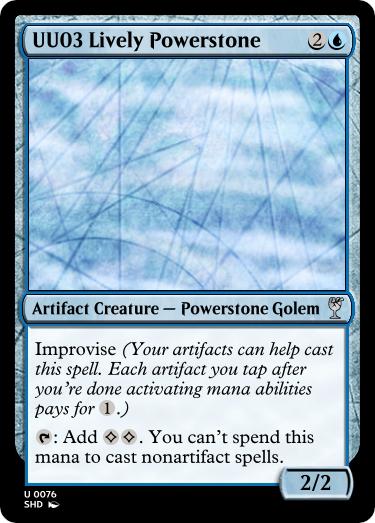 UU03 Lively Powerstone 2
Artifact Creature — Powerstone Golem
Improvise (Your artifacts can help cast
this spell. Each artifact you tap after
you're done activating mana abilities
pays for 1.)
: Add . You can't spend this
mana to cast nonartifact spells.
2/2
U 0076
SHD